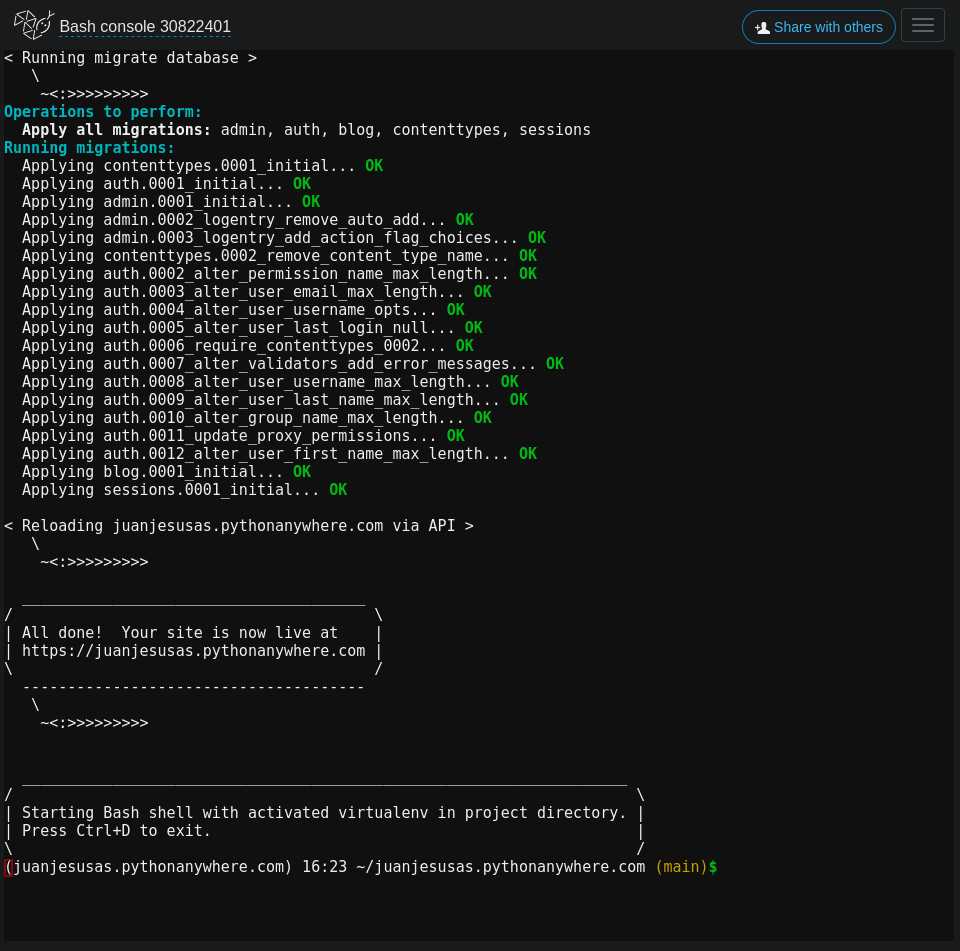 Bash console 30822401
Share with others
< Running migrate database >
   \
    ~<:>>>>>>>>>
Operations to perform:
  Apply all migrations: admin, auth, blog, contenttypes, sessions
Running migrations:
  Applying contenttypes.0001_initial... OK
  Applying auth.0001_initial... OK
  Applying admin.0001_initial... OK
  Applying admin.0002_logentry_remove_auto_add... OK
  Applying admin.0003_logentry_add_action_flag_choices... OK
  Applying contenttypes.0002_remove_content_type_name... OK
  Applying auth.0002_alter_permission_name_max_length... OK
  Applying auth.0003_alter_user_email_max_length... OK
  Applying auth.0004_alter_user_username_opts... OK
  Applying auth.0005_alter_user_last_login_null... OK
  Applying auth.0006_require_contenttypes_0002... OK
  Applying auth.0007_alter_validators_add_error_messages... OK
  Applying auth.0008_alter_user_username_max_length... OK
  Applying auth.0009_alter_user_last_name_max_length... OK
  Applying auth.0010_alter_group_name_max_length... OK
  Applying auth.0011_update_proxy_permissions... OK
  Applying auth.0012_alter_user_first_name_max_length... OK
  Applying blog.0001_initial... OK
  Applying sessions.0001_initial... OK

< Reloading juanjesusas.pythonanywhere.com via API >
   \
    ~<:>>>>>>>>>

  ______________________________________
/                                        \
| All done!  Your site is now live at    |
| https://juanjesusas.pythonanywhere.com |
\                                        /
  --------------------------------------
   \
    ~<:>>>>>>>>>

  ___________________________________________________________________
/                                                                     \
| Starting Bash shell with activated virtualenv in project directory. |
| Press Ctrl+D to exit.                                               |
\                                                                     /
(juanjesusas.pythonanywhere.com) 16:23 ~/juanjesusas.pythonanywhere.com (main)$